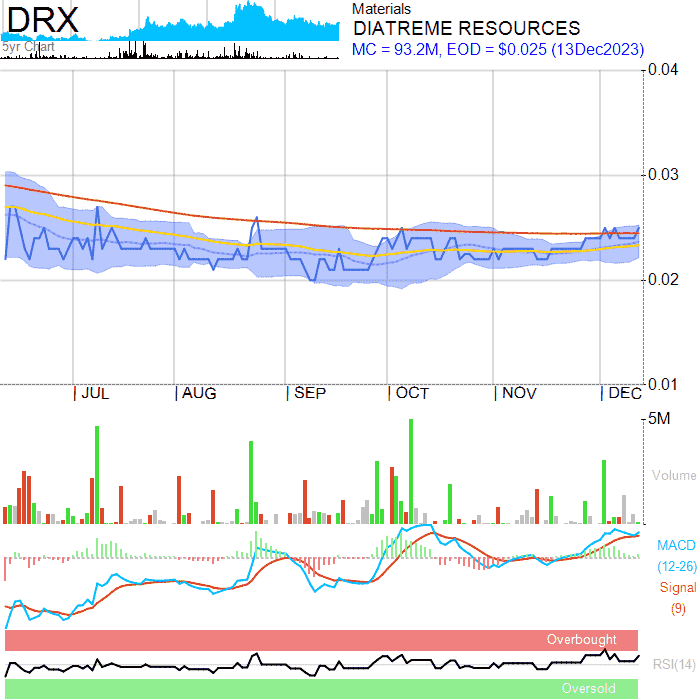 DRX
5yr Chart
Materials
DIATREME RESOURCES
MC = 93.2M, EOD = $0.025 (13Dec2023)
0.04
0.03
0.02
0.01
JUL
AUG
SEP
OCT
NOV
DEC
5M
Volume
MACD
(12-26)
Signal
(9)
Overbought
RSI(14)
Oversold